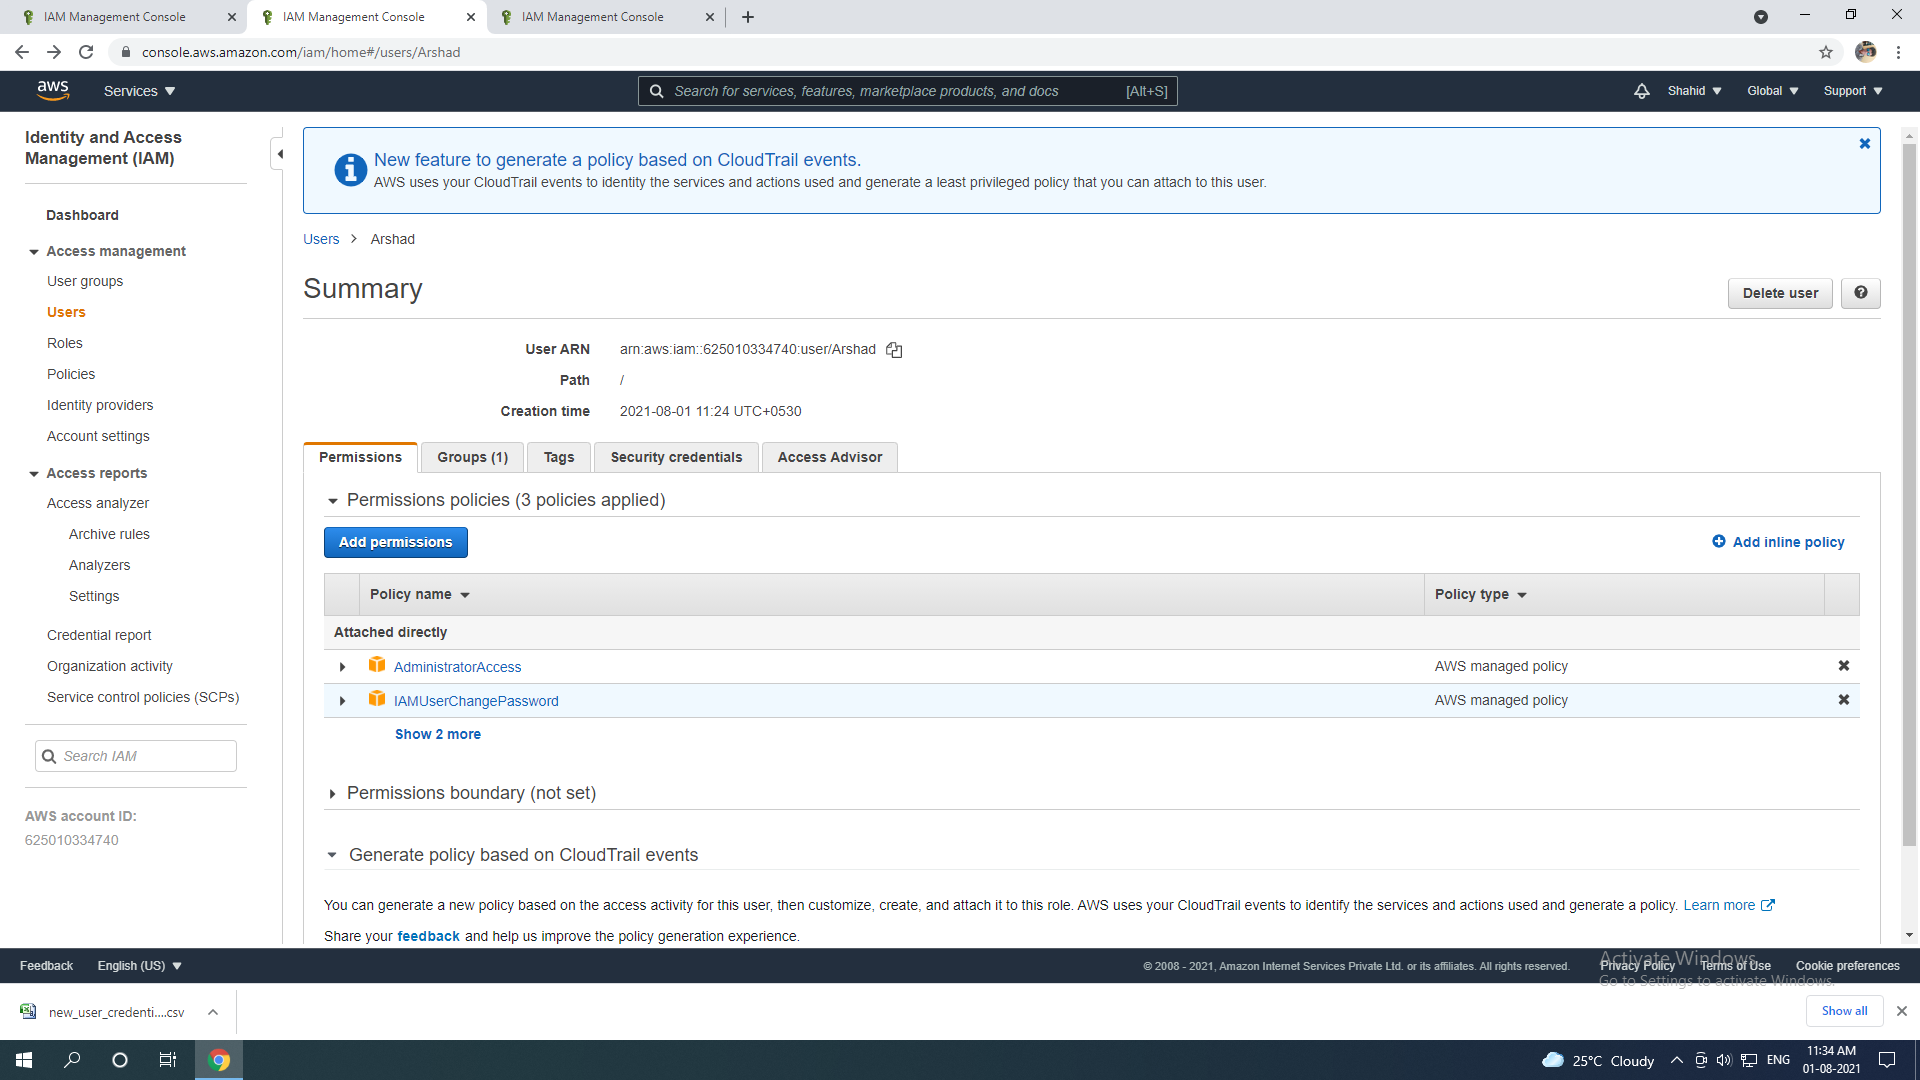 IAM Management Console
IAM Management Console
IAM Management Console
console.aws.amazon.com/iam/home#/users/Arshad
aws
Services
Search for services, features, marketplace products, and docs
[Alt+S]
Shahid
Global
Support
Identity and Access
Management (IAM)
Dashboard
Access management
User groups
Users
Roles
Policies
Identity providers
Account settings
Access reports
Access analyzer
Archive rules
Analyzers
Settings
Credential report
Organization activity
Service control policies (SCPs)
Search IAM
AWS account ID:
625010334740
New feature to generate a policy based on CloudTrail events.
AWS uses your CloudTrail events to identity the services and actions used and generate a least privileged policy that you can attach to this user.
Users > Arshad
Summary
Delete user
User ARN arn:aws:iam::625010334740:user/Arshad
Path /
Creation time 2021-08-01 11:24 UTC+0530
Permissions
Groups (1)
Tags
Security credentials
Access Advisor
Permissions policies (3 policies applied)
Add permissions
Add inline policy
Policy name
Policy type
Attached directly
AdministratorAccess
AWS managed policy
IAMUserChangePassword
AWS managed policy
Show 2 more
Permissions boundary (not set)
Generate policy based on CloudTrail events
You can generate a new policy based on the access activity for this user, then customize, create, and attach it to this role. AWS uses your CloudTrail events to identify the services and actions used and generate a policy. Learn more
Share your feedback and help us improve the policy generation experience.
Feedback
English (US)
© 2008 - 2021, Amazon Internet Services Private Ltd. or its affiliates. All rights reserved.
Privacy Policy
Terms of Use
Cookie preferences
Activate Windows
Go to Settings to activate Windows.
new_user_credenti....csv
Show all
25°C Cloudy
ENG
11:34 AM
01-08-2021